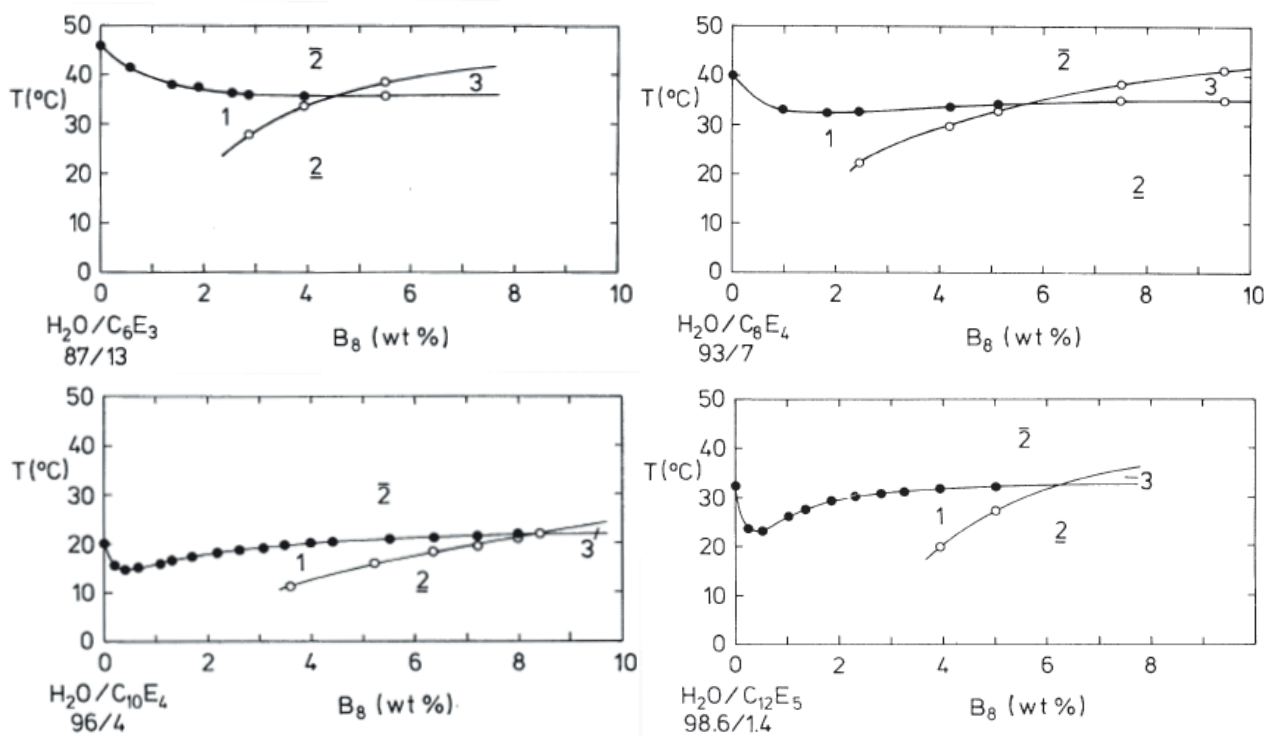 50
40
T(°C)
30
20
10
0
2̅
3
1
2̲
0 2 4 6 8 10
H₂O/C₆E₃
87/13
B₈ (wt %)
50
40
T(°C)
30
20
10
0
2̅
3
1
2̲
0 2 4 6 8 10
H₂O/C₈E₄
93/7
B₈ (wt %)
50
40
T(°C)
30
20
10
0
2̅
1
3
2̲
0 2 4 6 8 10
H₂O/C₁₀E₄
96/4
B₈ (wt %)
50
40
T(°C)
30
20
10
0
2̅
3
1
2̲
0 2 4 6 8
H₂O/C₁₂E₅
98.6/1.4
B₈ (wt %)